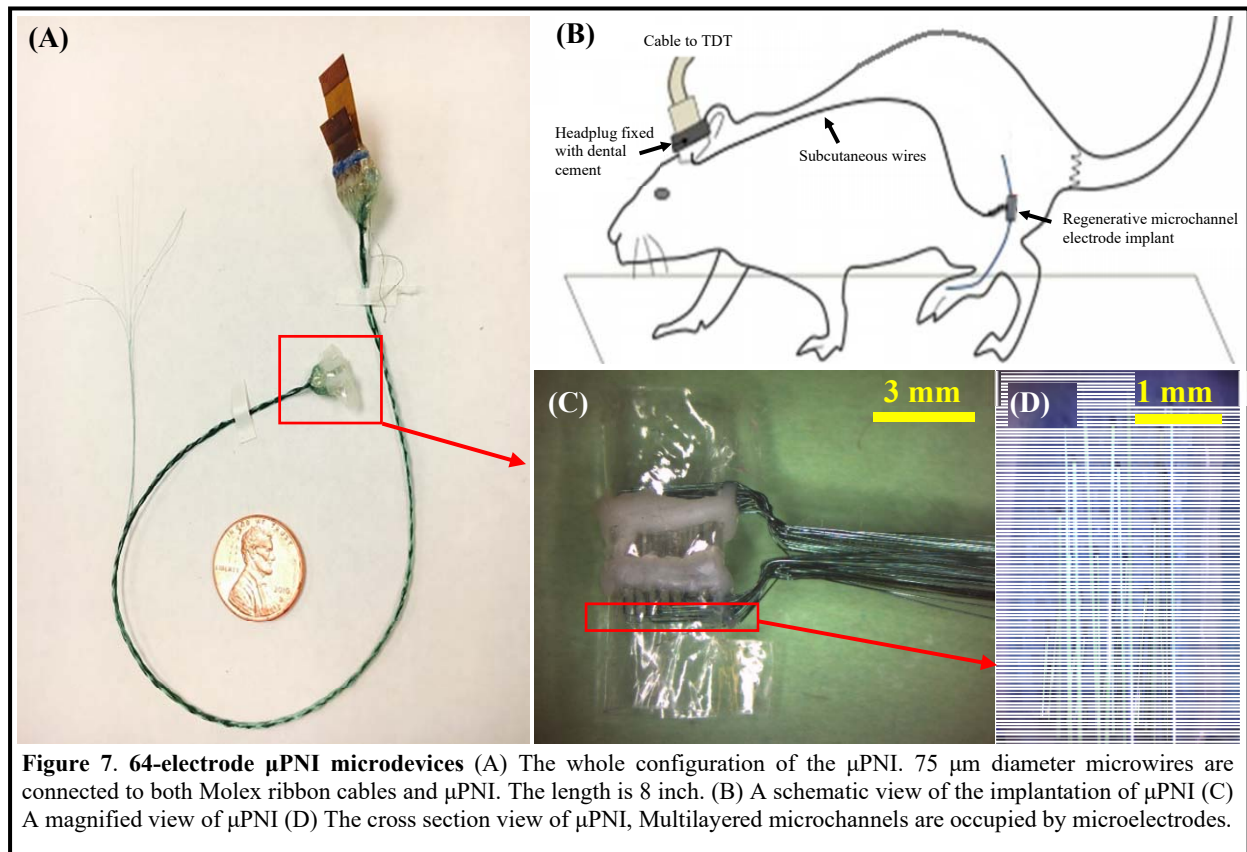 (A)
(B)
Cable to TDT
Headplug fixed
with dental
cement
Subcutaneous wires
Regenerative microchannel
electrode implant
(C)
3 mm
(D)
1 mm
Figure 7. 64-electrode μPNI microdevices (A) The whole configuration of the μPNI. 75 μm diameter microwires are
connected to both Molex ribbon cables and μPNI. The length is 8 inch. (B) A schematic view of the implantation of μPNI (C)
A magnified view of μPNI (D) The cross section view of μPNI, Multilayered microchannels are occupied by microelectrodes.